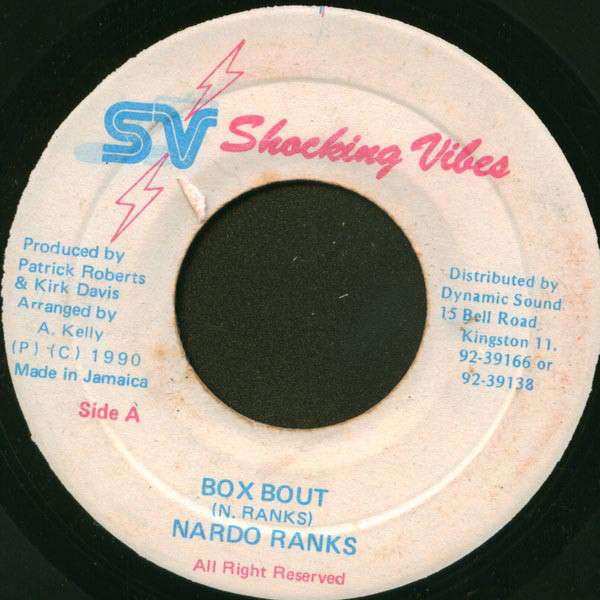 SV Shocking Vibes
Produced by
Patrick Roberts
& Kirk Davis
Arranged by
A. Kelly
(P) (C) 1990
Made in Jamaica
Side A
Distributed by
Dynamic Sound
15 Bell Road
Kingston 11.
92-39166 or
92-39138
BOX BOUT
(N. RANKS)
NARDO RANKS
All Right Reserved